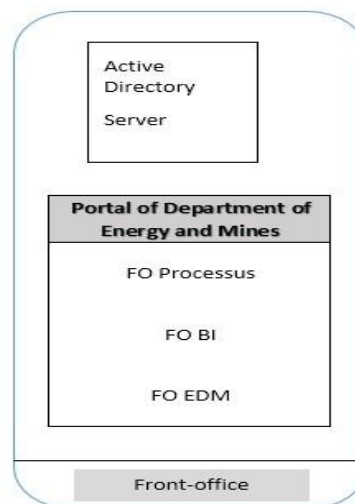 Active
Directory
Server
Portal of Department of
Energy and Mines
FO Processus
FO BI
FO EDM
Front-office